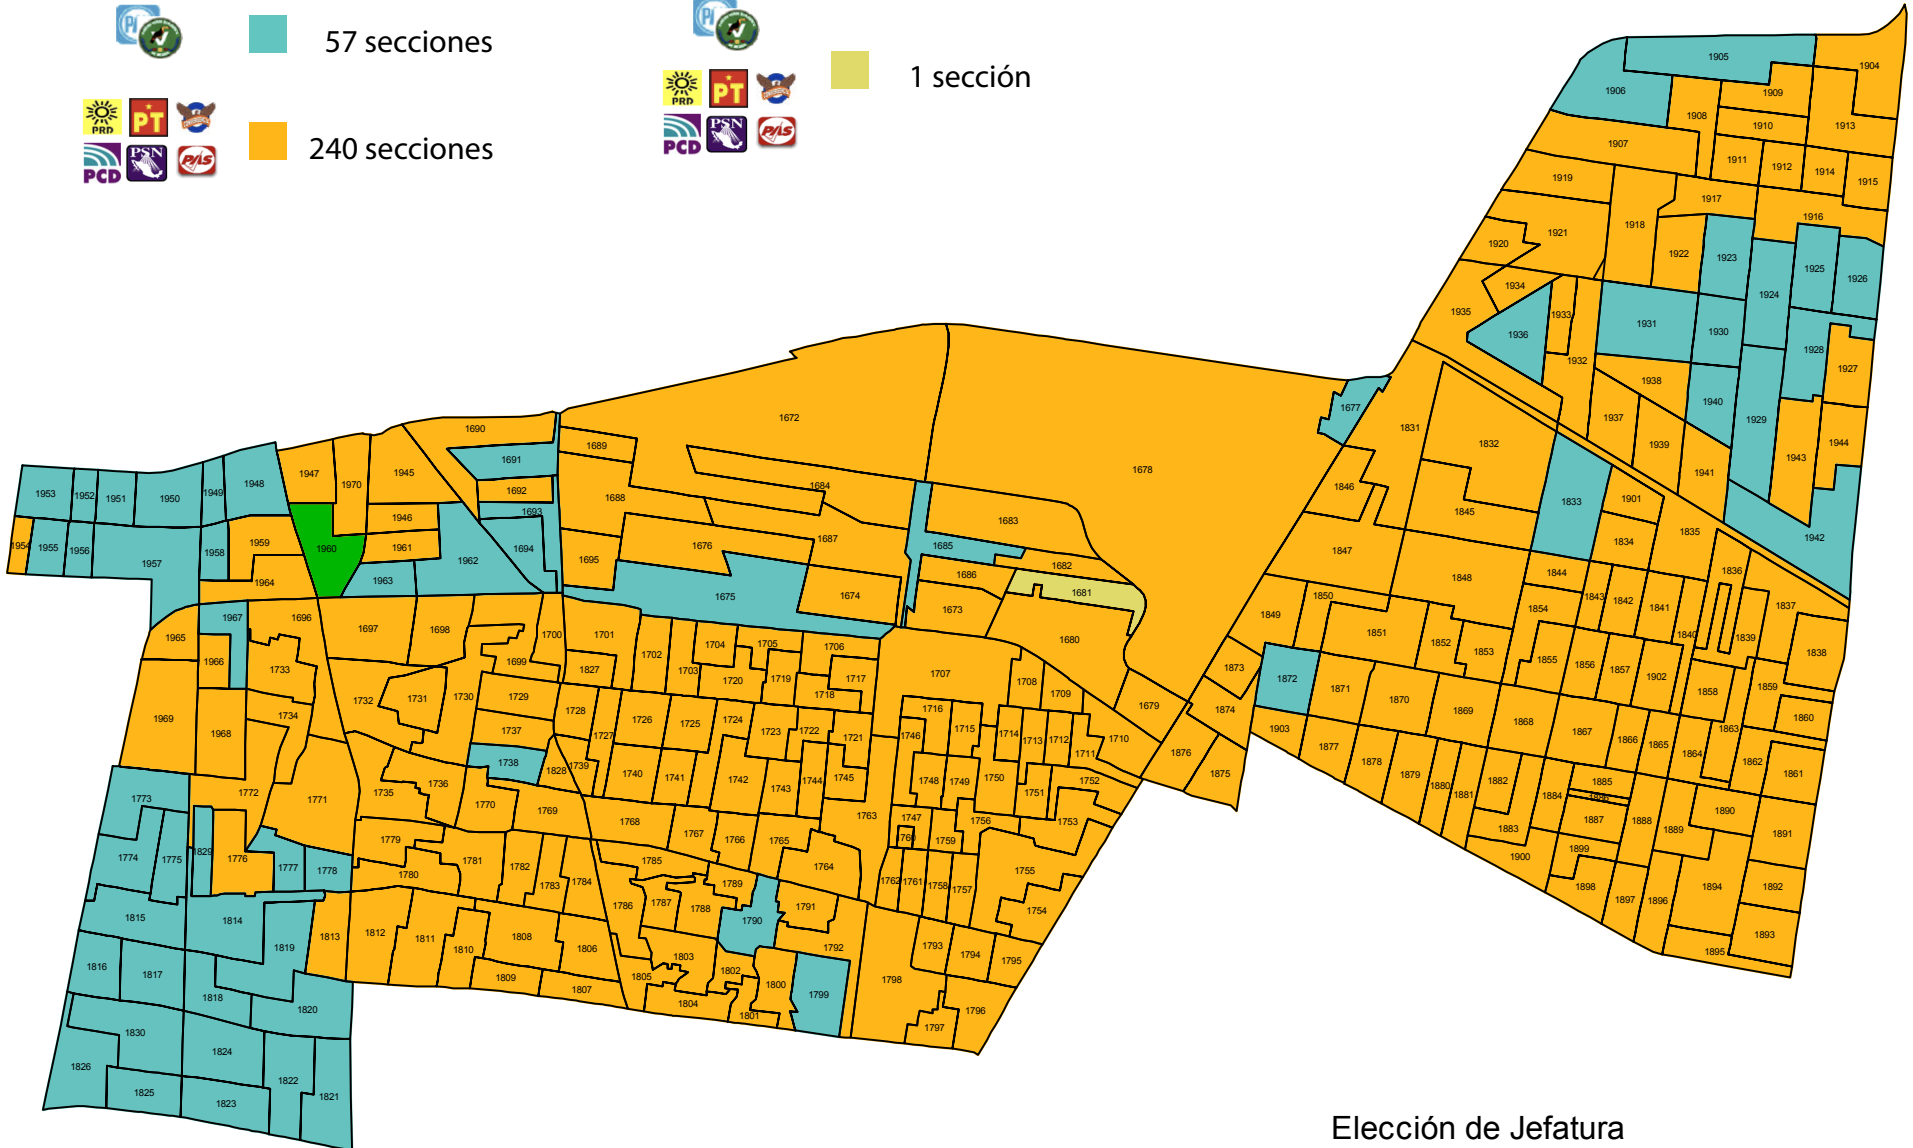 57 secciones
PRD PT
PCD PSN PAS
240 secciones
PRD PT
PCD PSN PAS
1 sección
1905 1904
1906 1909
1908 1910 1913
1907 1911 1912 1914 1915
1919 1917 1918 1916
1920 1921 1922 1923 1925 1926
1934 1924
1935 1936 1933 1931 1930 1928
1932 1938 1927
1677 1937 1940 1929
1831 1832 1939 1941 1943 1944
1672 1678
1690 1689
1691 1684
1947 1970 1945 1692 1688 1683
1953 1952 1951 1950 1949 1948
1946 1693 1687 1846 1845 1833 1901 1835
1954 1955 1956 1957 1958 1959 1960 1961 1962 1694 1695 1676 1685 1847 1834 1942
1964 1963 1675 1674 1686 1682 1681 1848 1844 1836
1967 1696 1697 1698 1700 1701 1673 1680 1849 1850 1854 1843 1842 1841 1837
1965 1966 1733 1699 1827 1702 1703 1704 1705 1706 1851 1852 1853 1840 1839 1838
1732 1731 1730 1729 1720 1719 1718 1717 1707 1708 1709 1873 1872 1871 1870 1869 1855 1856 1857 1902 1858 1859
1969 1968 1734 1737 1728 1727 1726 1725 1724 1723 1722 1721 1716 1746 1715 1714 1713 1712 1711 1710 1679 1874 1903 1868 1867 1866 1865 1864 1863 1860
1773 1772 1771 1735 1736 1738 1828 1739 1740 1741 1742 1743 1744 1745 1748 1749 1750 1751 1752 1876 1875 1877 1878 1879 1880 1881 1882 1884 1885 1886 1862 1861
1770 1769 1768 1767 1766 1765 1763 1747 1756 1753 1883 1887 1888 1889 1890 1891
1774 1775 1829 1776 1777 1778 1779 1780 1781 1782 1783 1784 1785 1764 1760 1759 1755 1900 1899
1789 1762 1761 1758 1757 1898 1897 1896 1894 1892
1815 1814 1813 1812 1811 1810 1808 1806 1786 1787 1788 1790 1791 1792 1754 1893
1816 1817 1819 1809 1807 1805 1803 1802 1800 1798 1793 1794 1795 1895
1818 1820 1804 1801 1799 1797 1796
1830 1824
1826 1825 1823 1822 1821
Elección de Jefatura